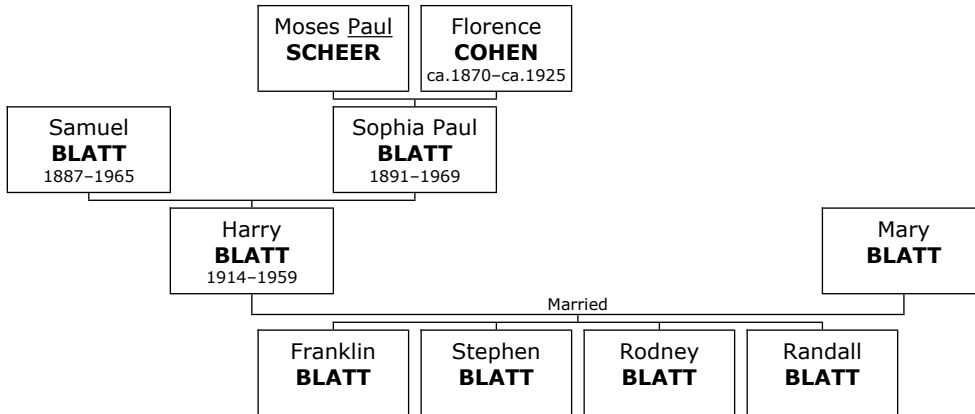 Moses Paul
SCHEER
Florence
COHEN
ca.1870–ca.1925
Samuel
BLATT
1887–1965
Sophia Paul
BLATT
1891–1969
Harry
BLATT
1914–1959
Mary
BLATT
Married
Franklin
BLATT
Stephen
BLATT
Rodney
BLATT
Randall
BLATT